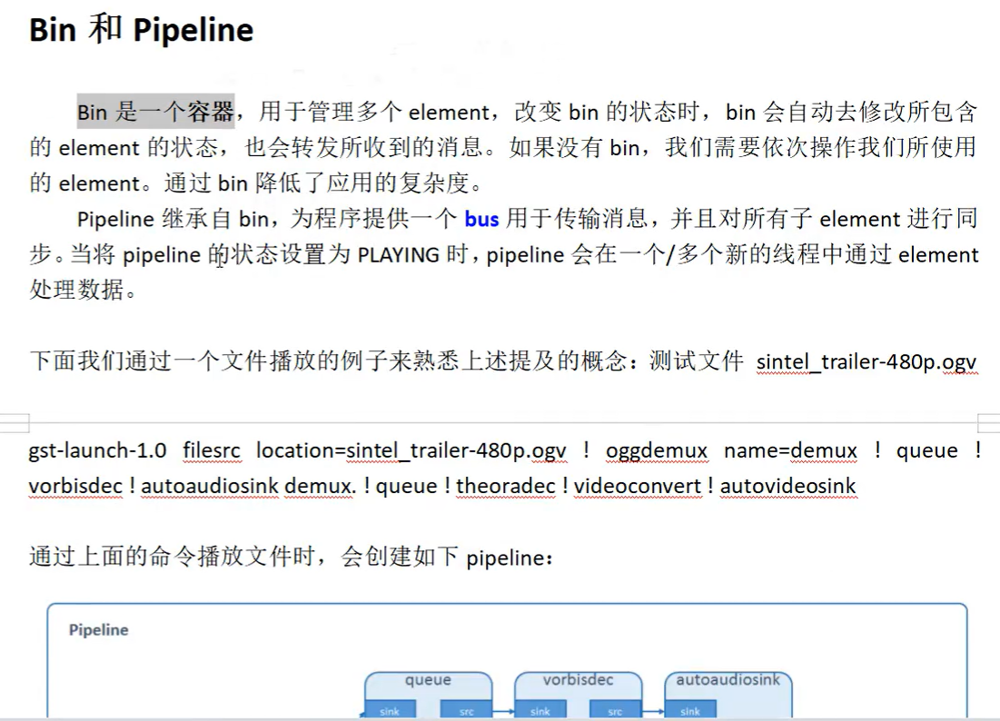 Bin 和 Pipeline
Bin 是一个容器，用于管理多个 element，改变 bin 的状态时，bin 会自动去修改所包含
的 element 的状态，也会转发所收到的消息。如果没有 bin，我们需要依次操作我们所使用
的 element。通过 bin 降低了应用的复杂度。
Pipeline 继承自 bin，为程序提供一个 bus 用于传输消息，并且对所有子 element 进行同
步。当将 pipeline 的状态设置为 PLAYING 时，pipeline 会在一个/多个新的线程中通过 element
处理数据。
下面我们通过一个文件播放的例子来熟悉上述提及的概念：测试文件 sintel_trailer-480p.ogv
gst-launch-1.0 filesrc location=sintel_trailer-480p.ogv ! oggdemux name=demux ! queue !
vorbisdec ! autoaudiosink demux. ! queue ! theoradec ! videoconvert ! autovideosink
通过上面的命令播放文件时，会创建如下 pipeline：
Pipeline
queue vorbisdec autoaudiosink
sink src sink src sink